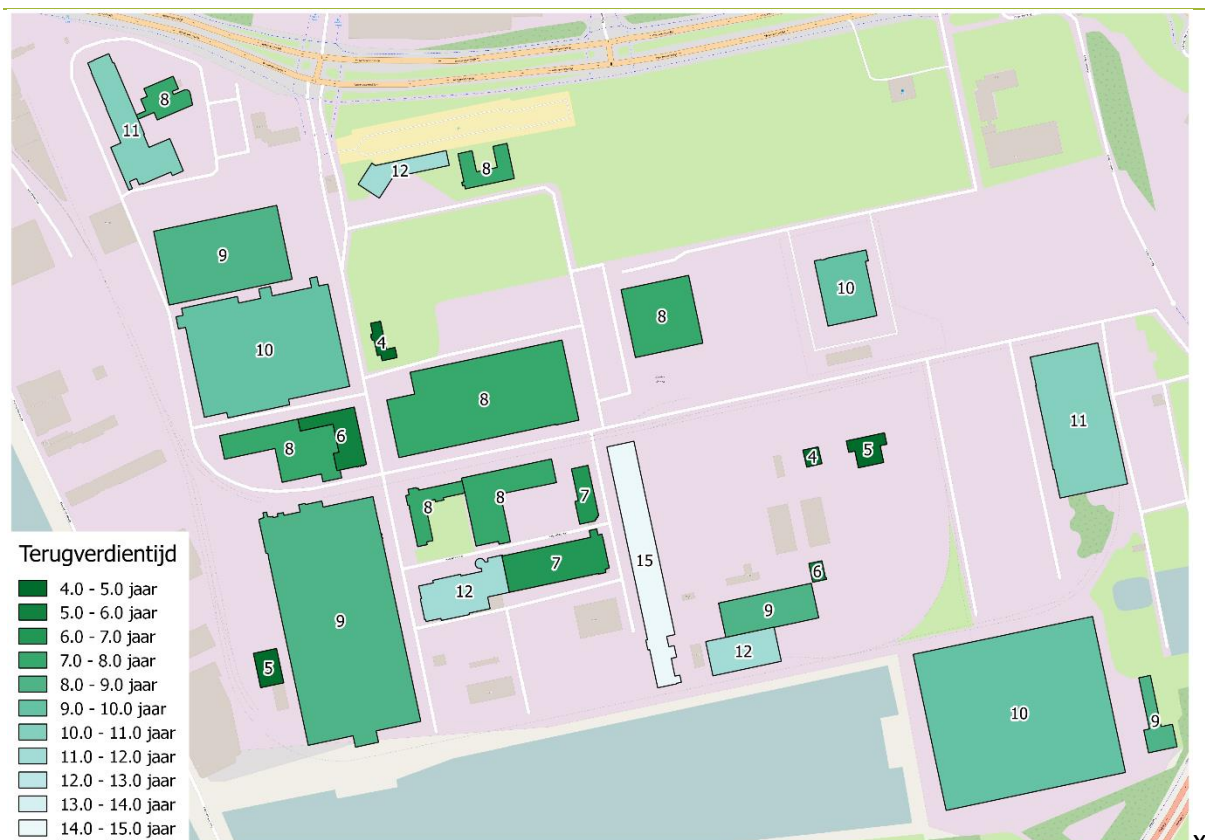 8
11
12
8
9
10
8
10
4
8
6
8
11
4
5
8
8
7
15
7
12
6
9
12
9
5
10
9
Terugverdientijd
4.0 - 5.0 jaar
5.0 - 6.0 jaar
6.0 - 7.0 jaar
7.0 - 8.0 jaar
8.0 - 9.0 jaar
9.0 - 10.0 jaar
10.0 - 11.0 jaar
11.0 - 12.0 jaar
12.0 - 13.0 jaar
13.0 - 14.0 jaar
14.0 - 15.0 jaar